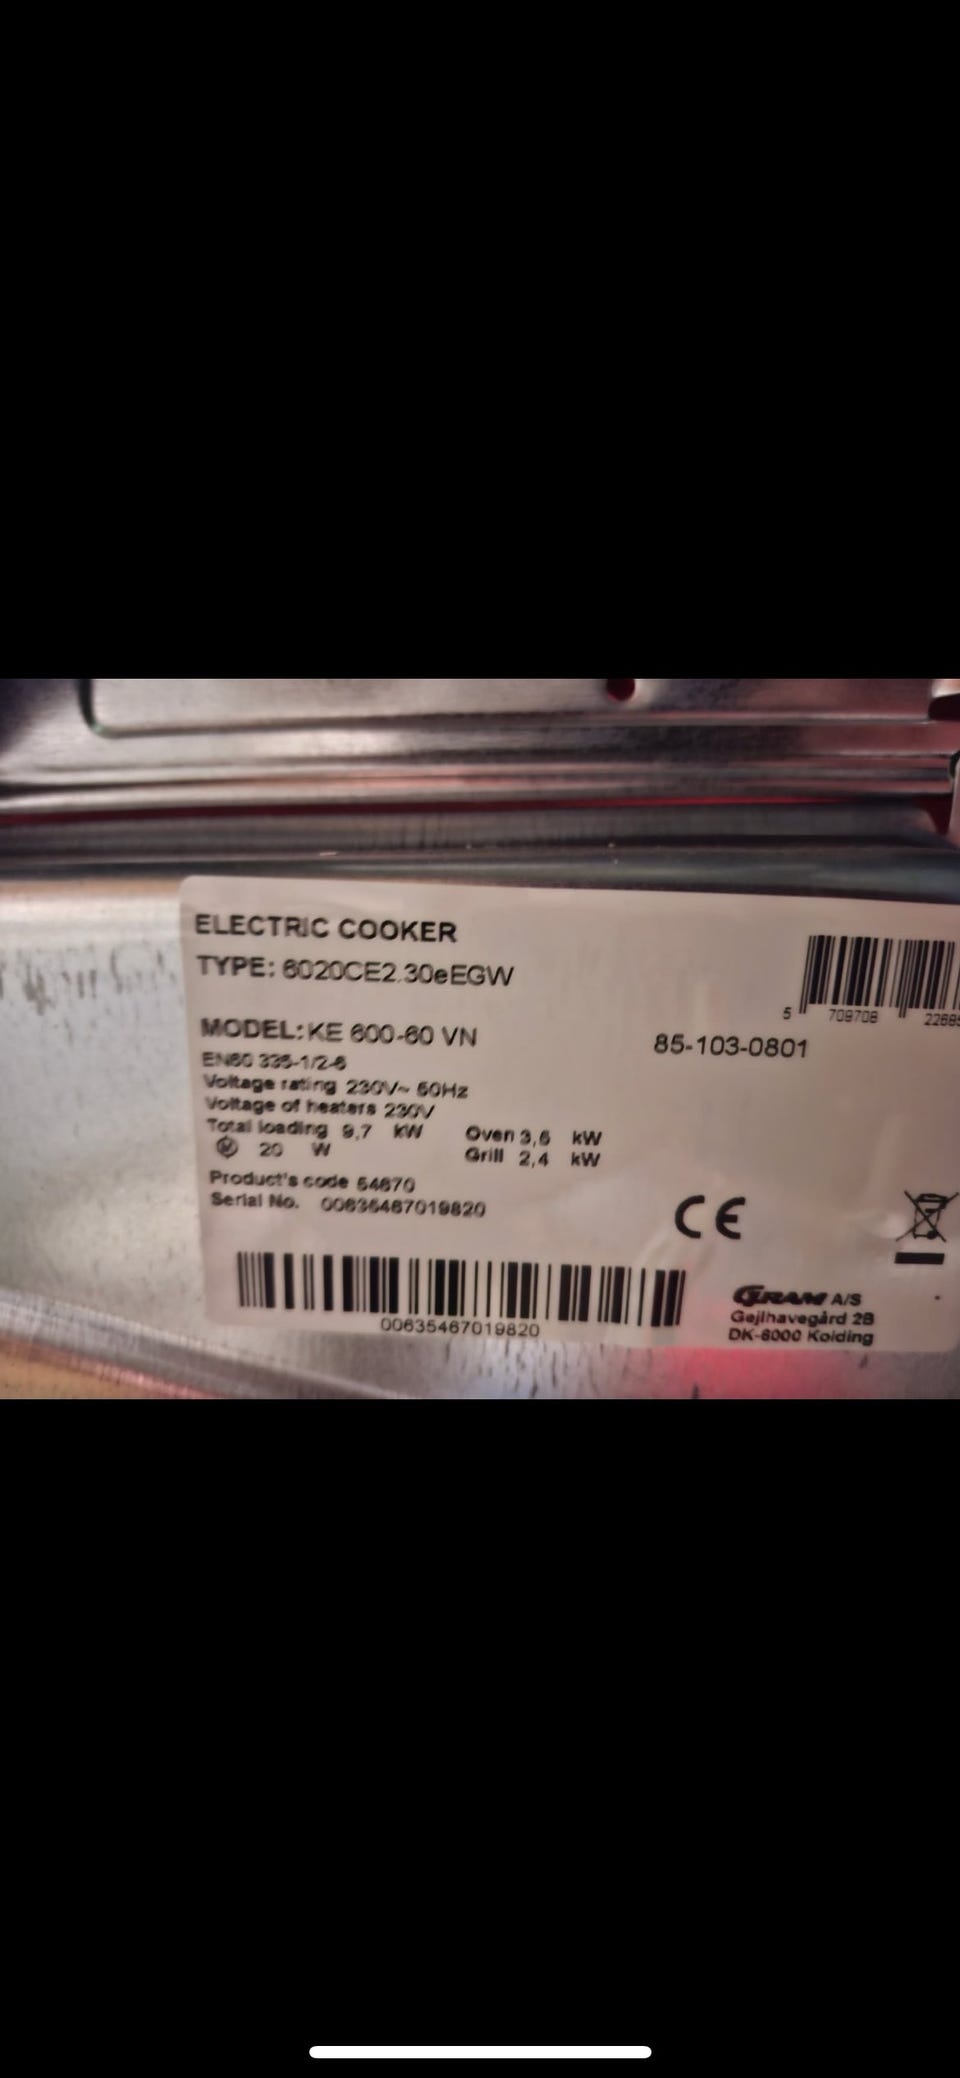 ELECTRIC COOKER
TYPE: 6020CE2.30eEGW
5 709708
MODEL: KE 600-60 VN
85-103-0801
EN60 335-1/2-6
Voltage rating 230V~ 50Hz
Voltage of heaters 230V
Total loading 9,7 kW Oven 3,6 kW
20 W Grill 2,4 kW
Product's code 54670
Serial No. 00635467019820
CE
00635467019820
GRAM A/S
Gejlhavegård 2B
DK-6000 Kolding